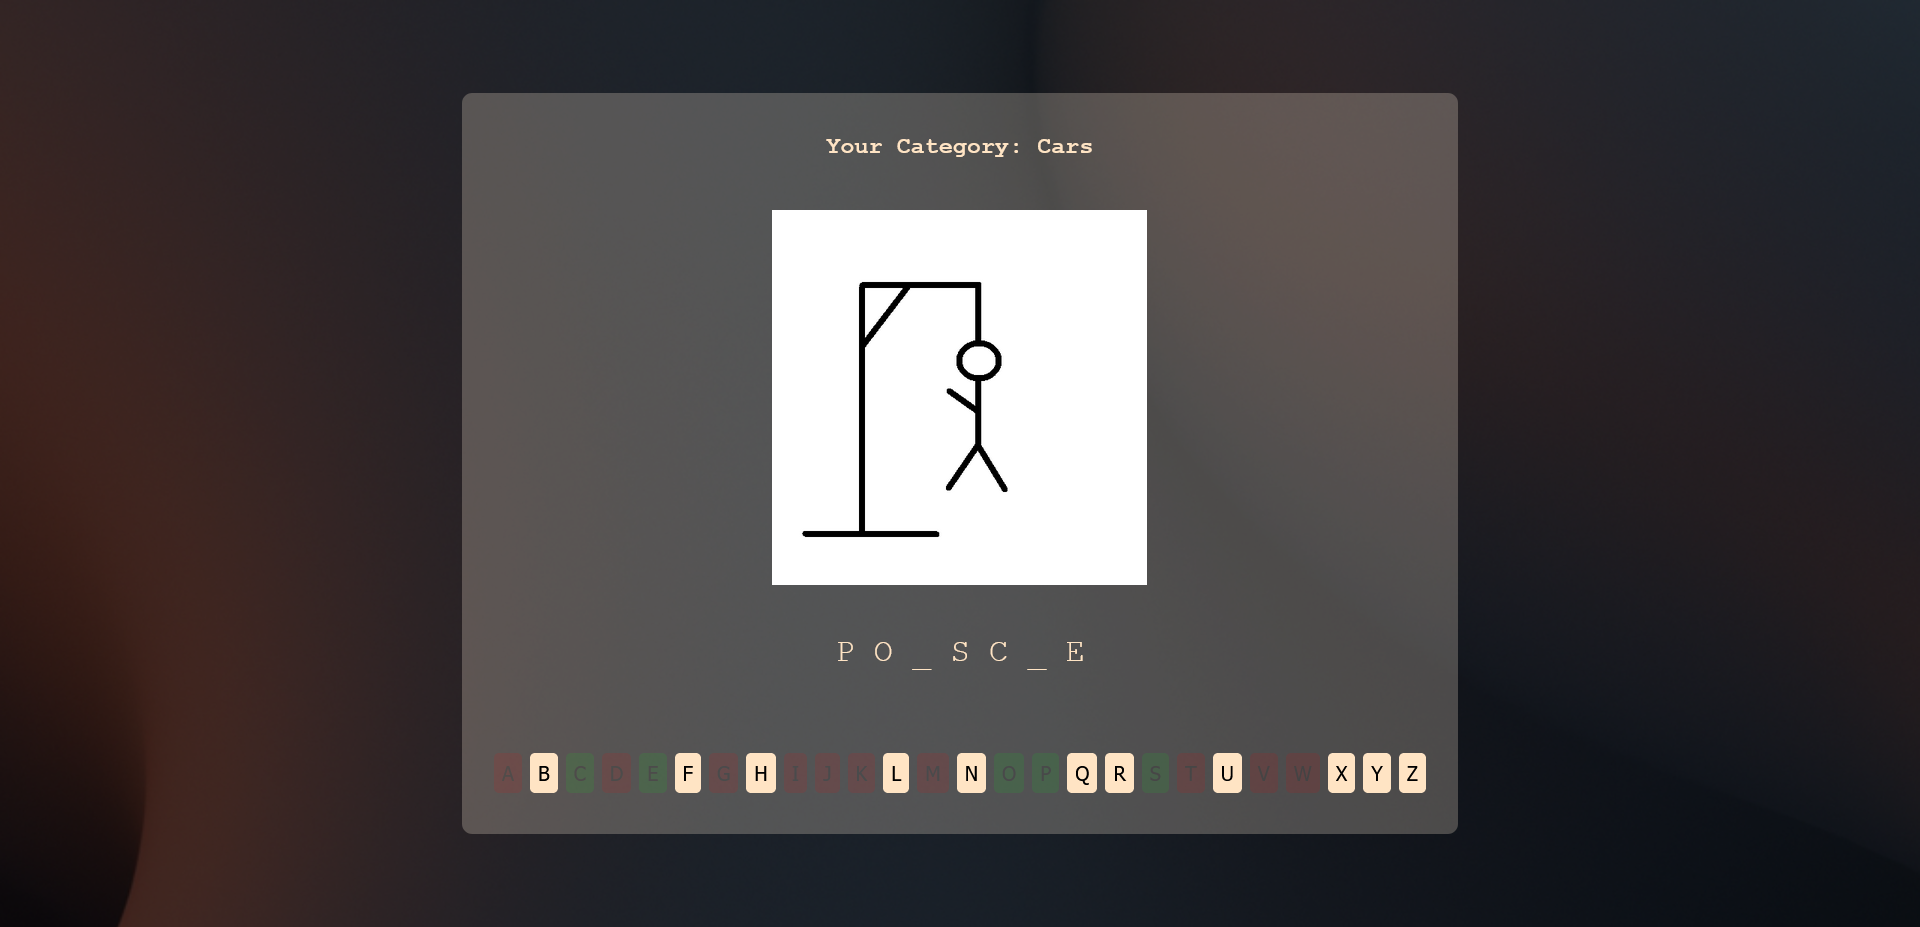 Your Category: Cars
P O _ S C _ E
A B C D E F G H I J K L M N O P Q R S T U V W X Y Z